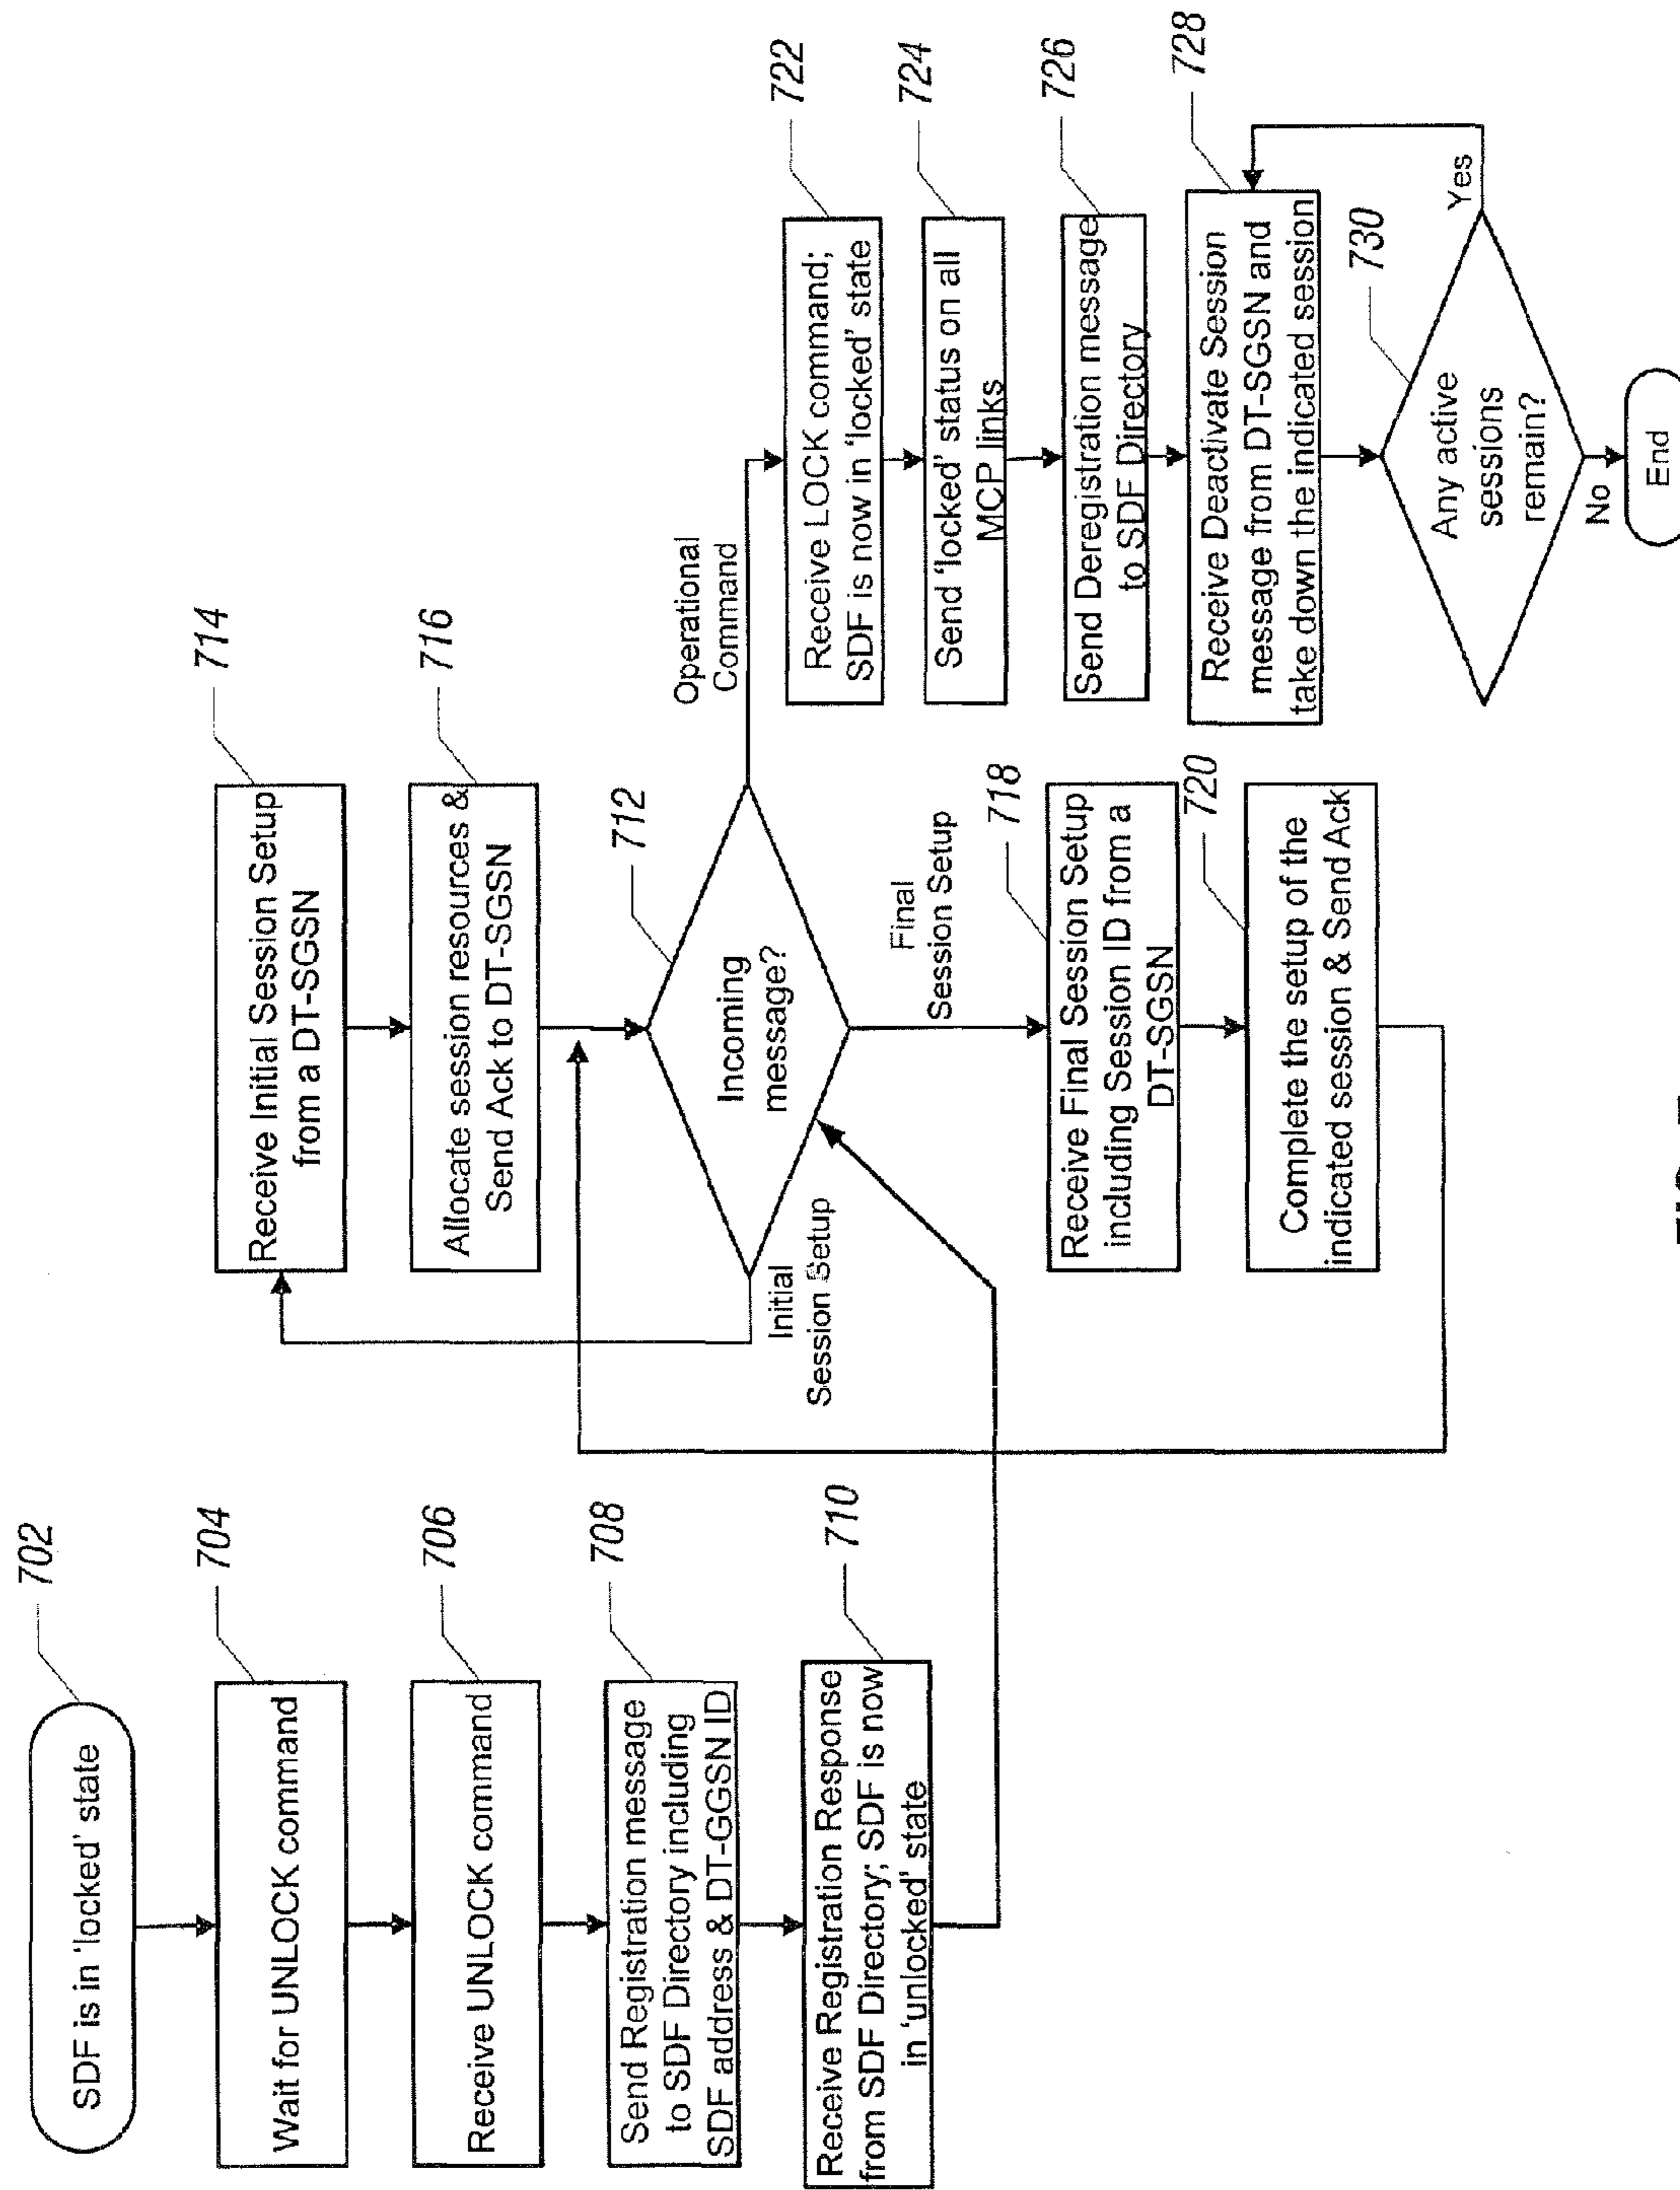 702
SDF is in 'locked' state
704
Wait for UNLOCK command
706
Receive UNLOCK command
708
Send Registration message
to SDF Directory including
SDF address & DT-GGSN ID
710
Receive Registration Response
from SDF Directory; SDF is now
in 'unlocked' state
714
Receive Initial Session Setup
from a DT-SGSN
716
Allocate session resources &
Send Ack to DT-SGSN
712
Incoming
message?
Initial
Session Setup
Operational
Command
Final
Session Setup
718
Receive Final Session Setup
including Session ID from a
DT-SGSN
720
Complete the setup of the
indicated session & Send Ack
722
Receive LOCK command;
SDF is now in 'locked' state
724
Send 'locked' status on all
MCP links
726
Send Deregistration message
to SDF Directory
728
Receive Deactivate Session
message from DT-SGSN and
take down the indicated session
730
Any active
sessions
remain?
Yes
No
End